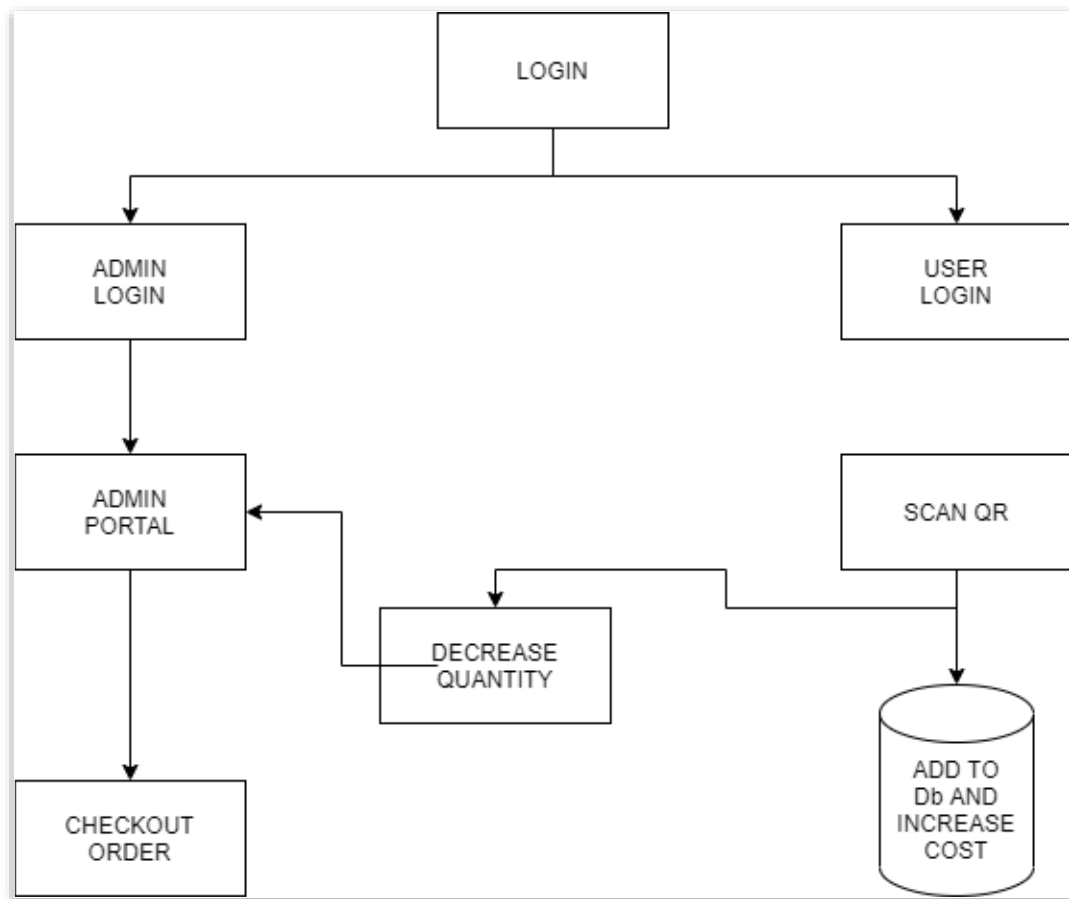 LOGIN
ADMIN
LOGIN
USER
LOGIN
ADMIN
PORTAL
SCAN QR
DECREASE
QUANTITY
ADD TO
Db AND
INCREASE
COST
CHECKOUT
ORDER